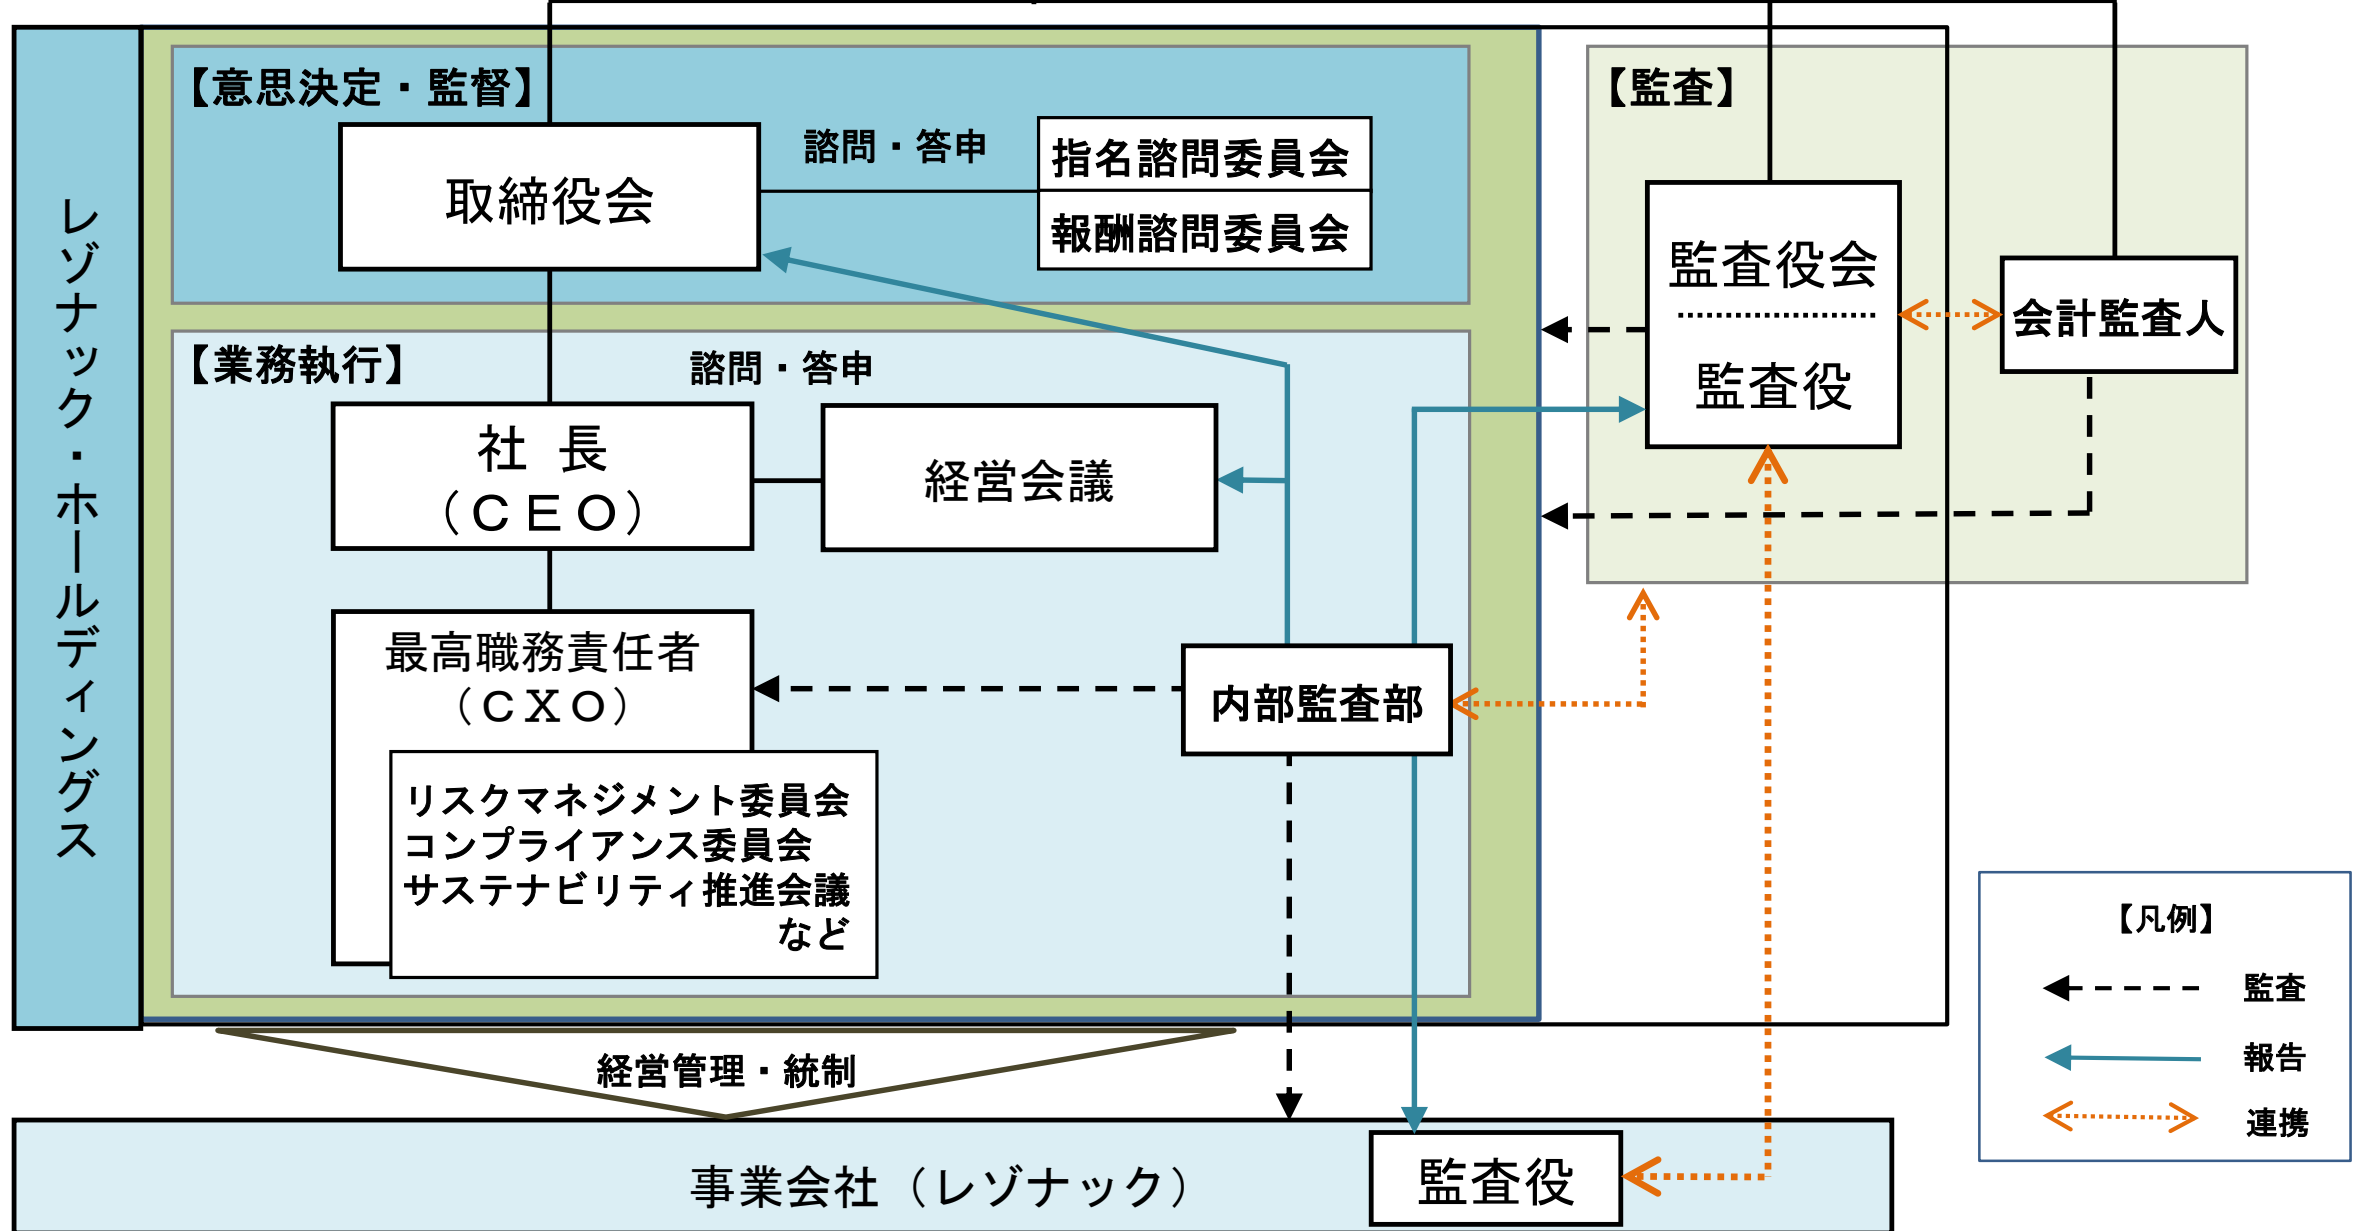 レゾナック・ホールディングス
【意思決定・監督】
取締役会
諮問・答申
指名諮問委員会
報酬諮問委員会
【監査】
監査役会
監査役
会計監査人
【業務執行】
諮問・答申
社 長
（ＣＥＯ）
経営会議
最高職務責任者
（ＣＸＯ）
リスクマネジメント委員会
コンプライアンス委員会
サステナビリティ推進会議
など
内部監査部
経営管理・統制
事業会社（レゾナック）
監査役
【凡例】
監査
報告
連携